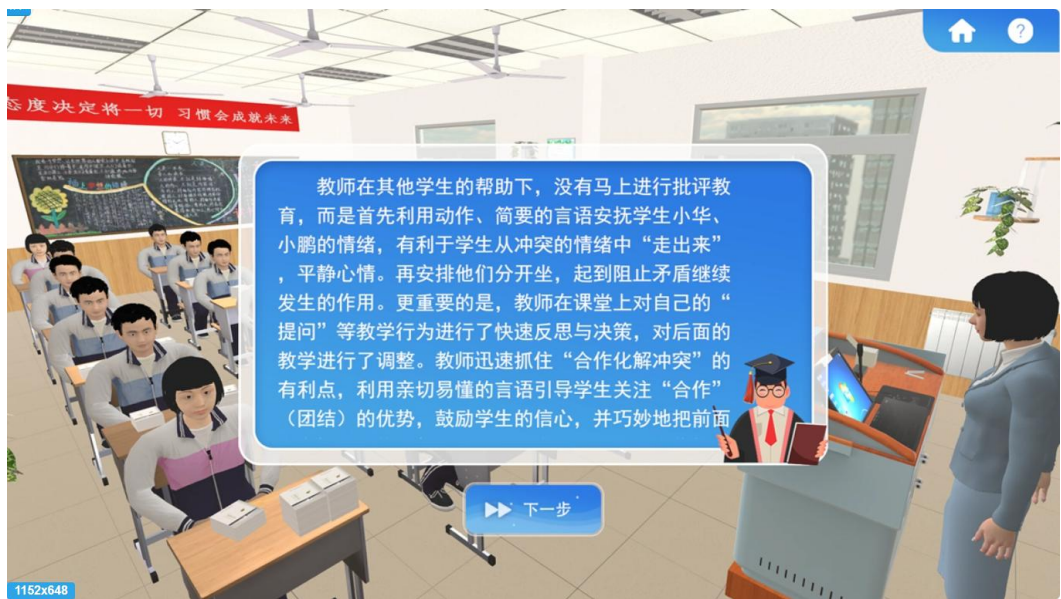 态度决定将一切 习惯会成就未来
?
教师在其他学生的帮助下，没有马上进行批评教
育，而是首先利用动作、简要的言语安抚学生小华、
小鹏的情绪，有利于学生从冲突的情绪中“走出来”
，平静心情。再安排他们分开坐，起到阻止矛盾继续
发生的作用。更重要的是，教师在课堂上对自己的“
提问”等教学行为进行了快速反思与决策，对后面的
教学进行了调整。教师迅速抓住“合作化解冲突”的
有利点，利用亲切易懂的言语引导学生关注“合作”
（团结）的优势，鼓励学生的信心，并巧妙地把前面
下一步
1152x648